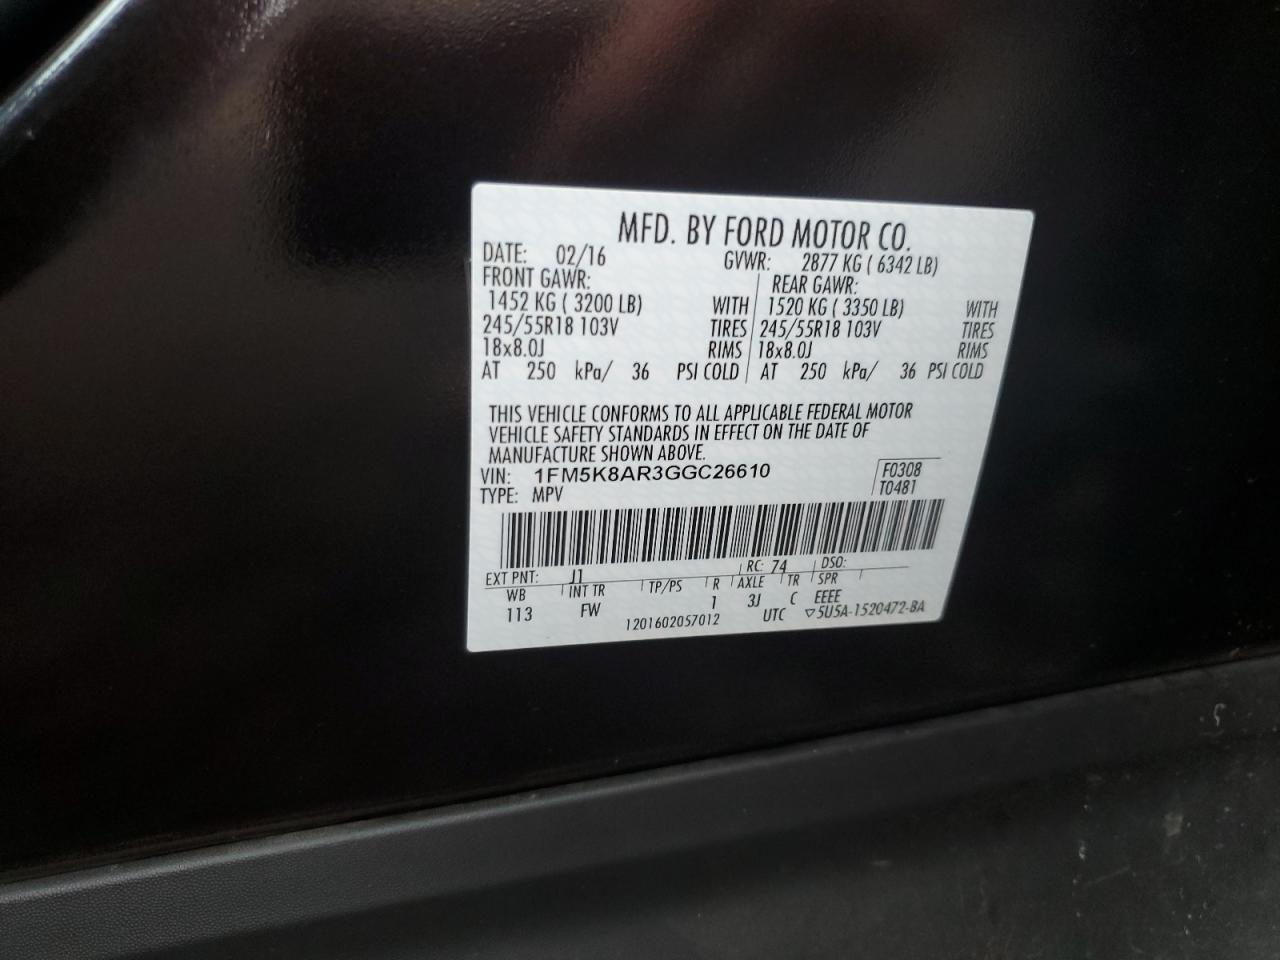 MFD. BY FORD MOTOR CO.
DATE: 02/16 GVWR: 2877 KG ( 6342 LB)
FRONT GAWR: REAR GAWR:
1452 KG ( 3200 LB) WITH 1520 KG ( 3350 LB) WITH
245/55R18 103V TIRES 245/55R18 103V TIRES
18x8.0J RIMS 18x8.0J RIMS
AT 250 kPa/ 36 PSI COLD AT 250 kPa/ 36 PSI COLD
THIS VEHICLE CONFORMS TO ALL APPLICABLE FEDERAL MOTOR
VEHICLE SAFETY STANDARDS IN EFFECT ON THE DATE OF
MANUFACTURE SHOWN ABOVE.
VIN: 1FM5K8AR3GGC26610 F0308
TYPE: MPV T0481
EXT PNT: J1 RC: 74 DSO:
WB INT TR TP/PS R AXLE TR SPR
113 FW 1 3J C EEEE
1201602057012 UTC ▽5U5A-1520472-BA